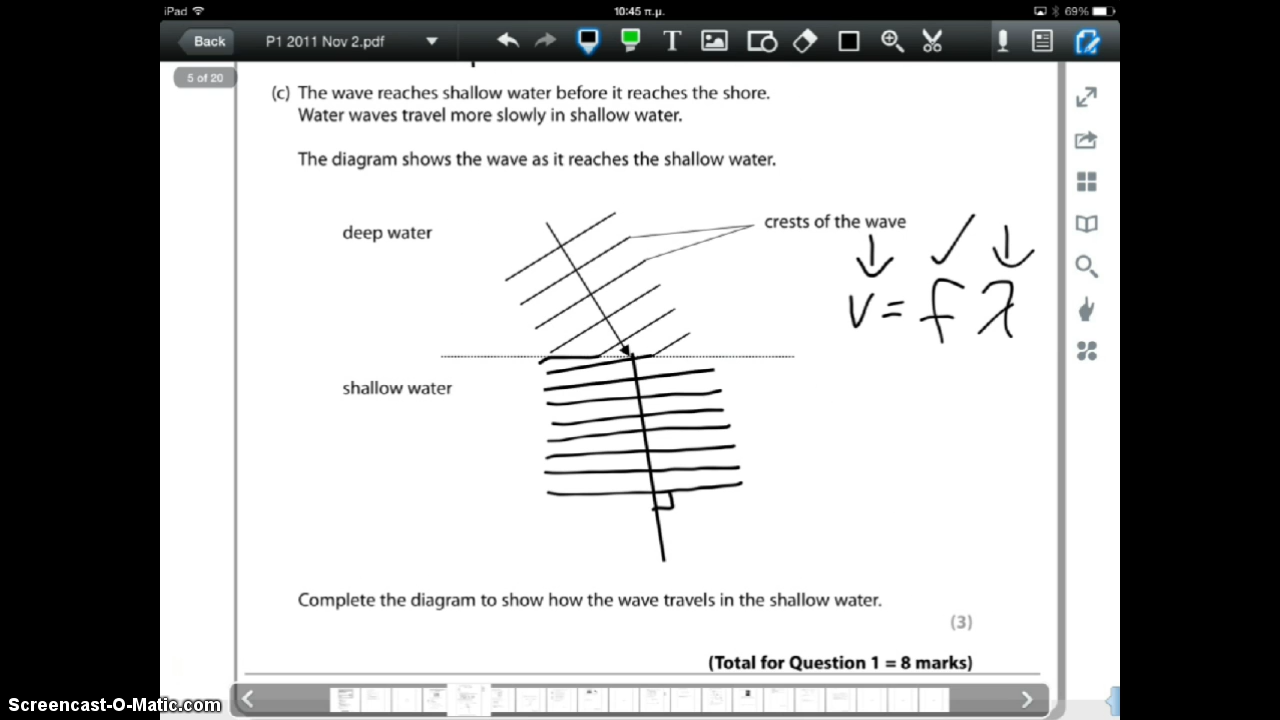 iPad 10:45 π.μ. 69%
Back P1 2011 Nov 2.pdf T
5 of 20
(c) The wave reaches shallow water before it reaches the shore.
Water waves travel more slowly in shallow water.
The diagram shows the wave as it reaches the shallow water.
deep water
crests of the wave
v = f λ
shallow water
Complete the diagram to show how the wave travels in the shallow water.
(3)
(Total for Question 1 = 8 marks)
Screencast-O-Matic.com